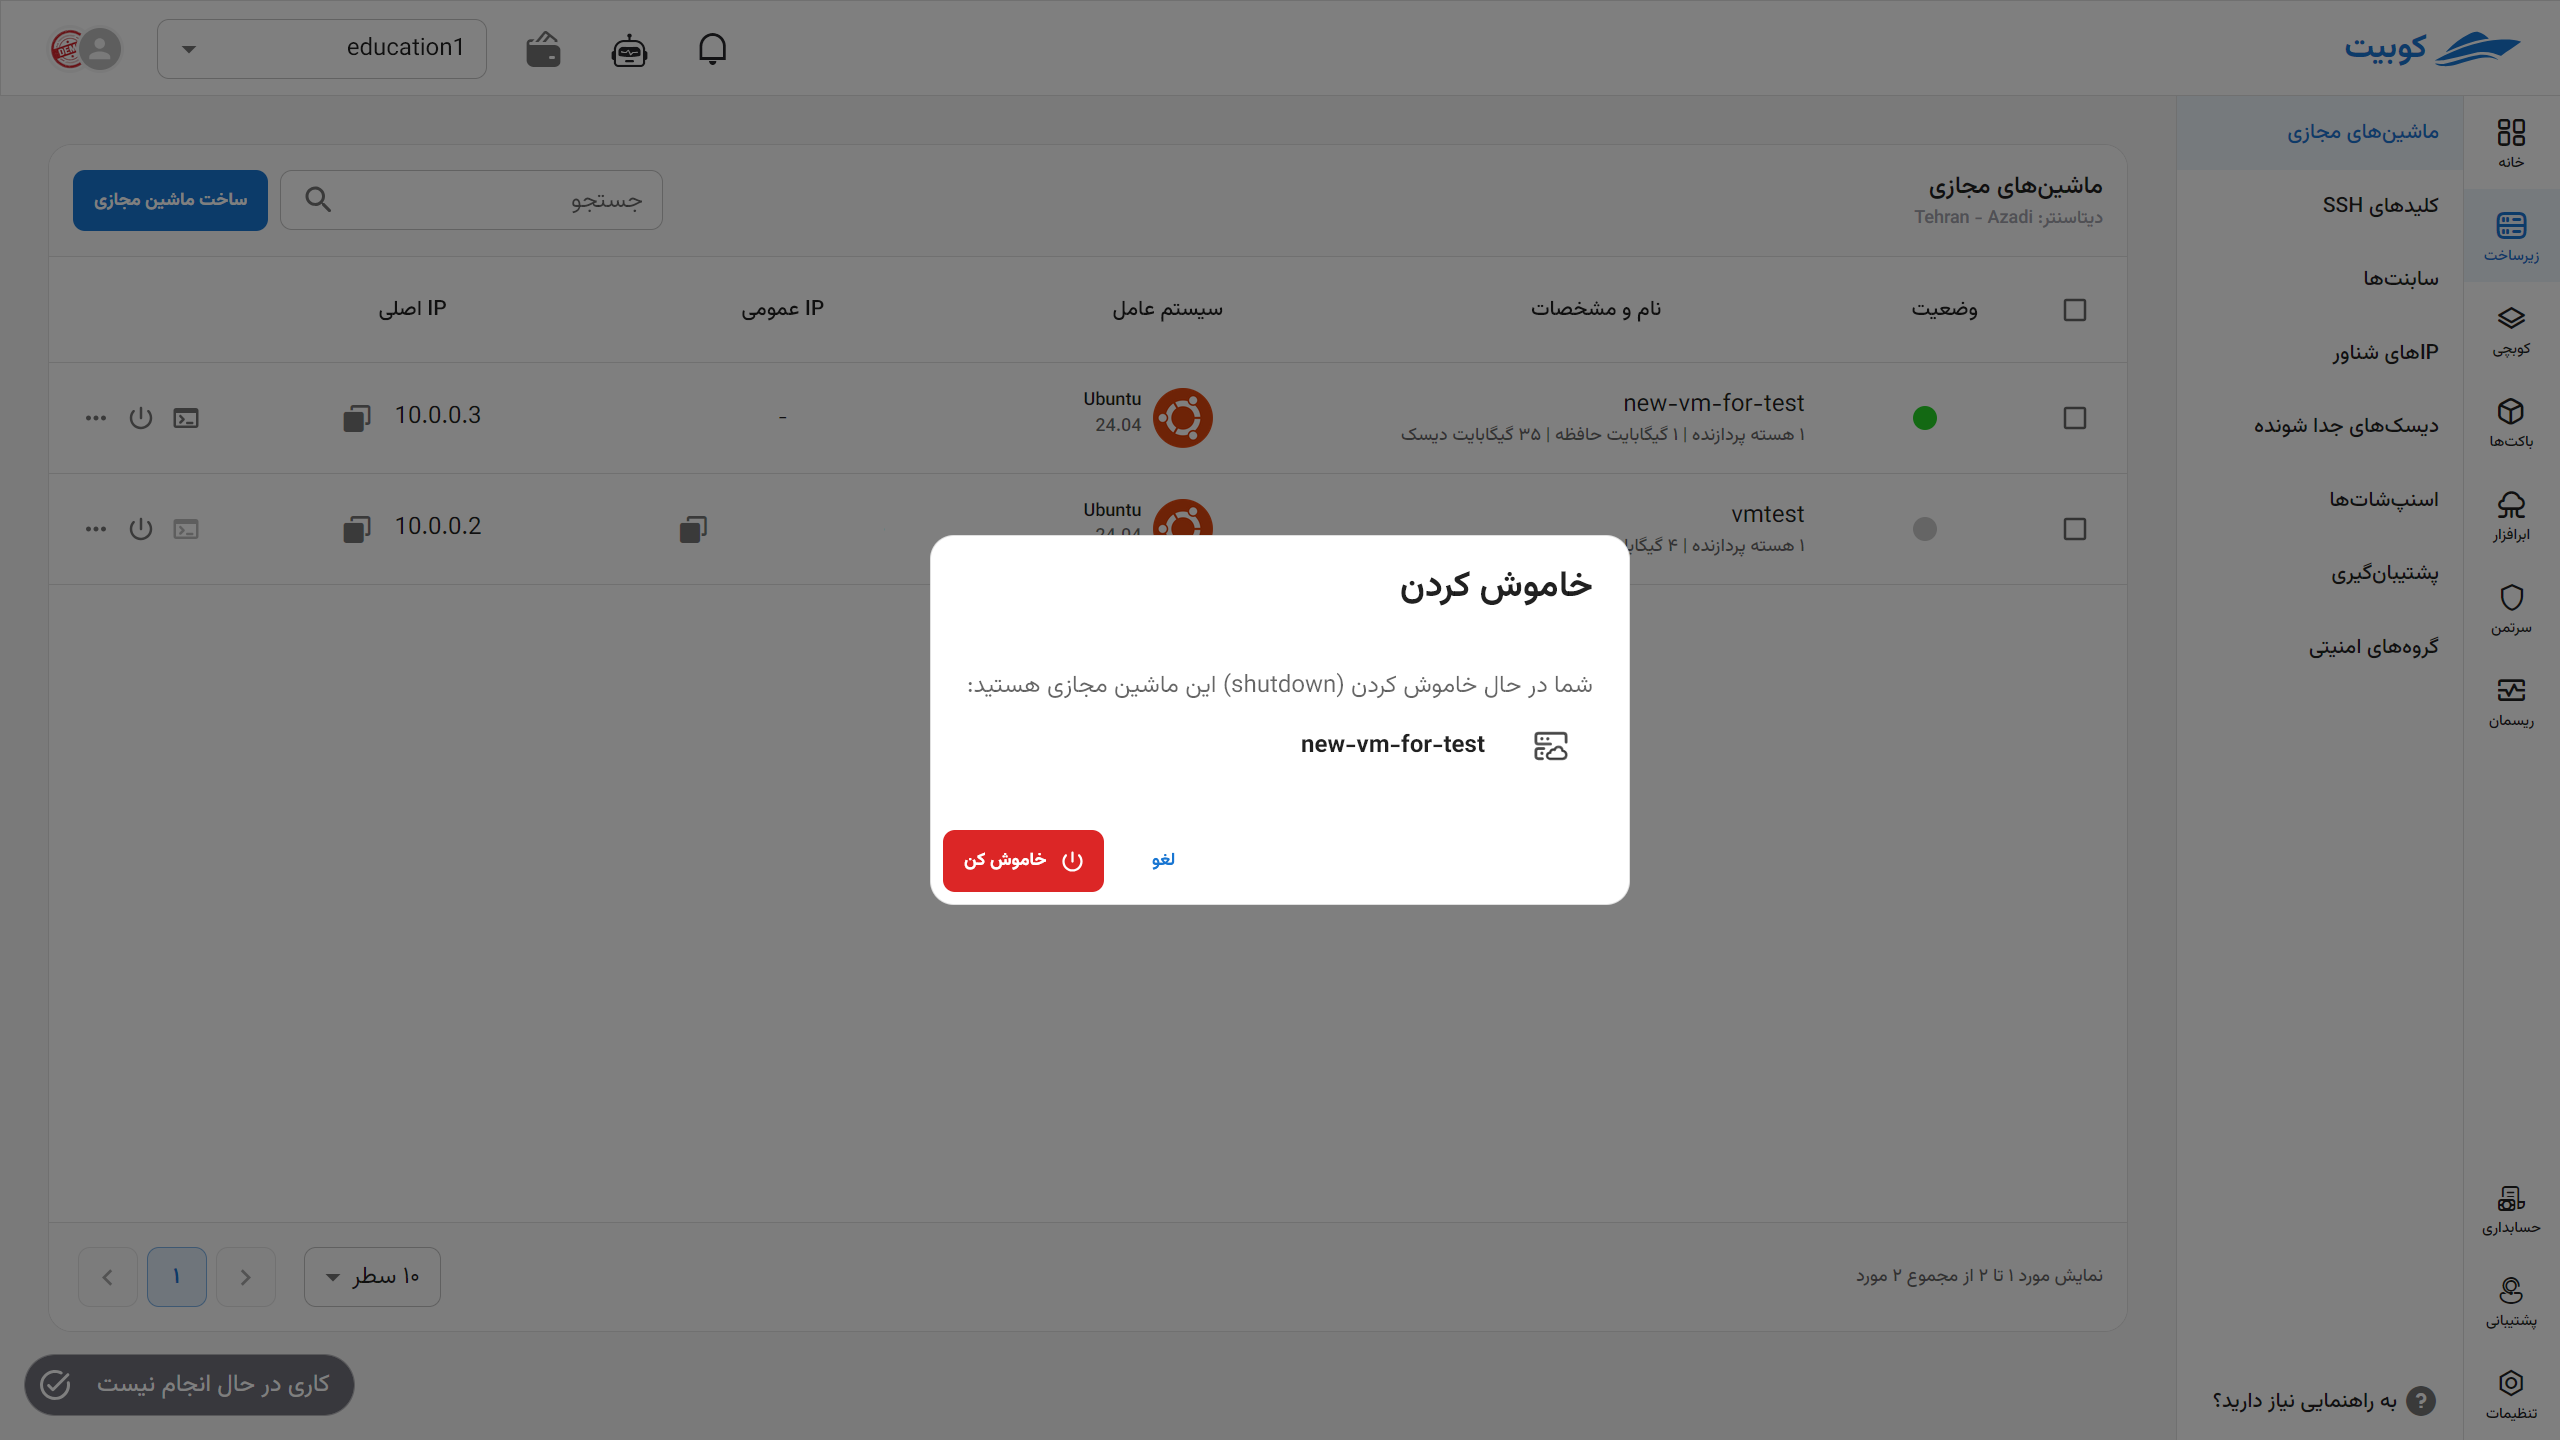 کوبیت
education1
خانه
زیرساخت
کوبچی
باکت‌ها
ابرافزار
سرتمن
ریسمان
حسابداری
پشتیبانی
تنظیمات
ماشین‌های مجازی
کلیدهای SSH
سابنت‌ها
IPهای شناور
دیسک‌های جدا شونده
اسنپ‌شات‌ها
پشتیبان‌گیری
گروه‌های امنیتی
به راهنمایی نیاز دارید؟
ماشین‌های مجازی
دیتاسنتر: Tehran - Azadi
جستجو
ساخت ماشین مجازی
وضعیت
نام و مشخصات
سیستم عامل
IP عمومی
IP اصلی
new-vm-for-test
۱ هسته پردازنده | ۱ گیگابایت حافظه | ۳۵ گیگابایت دیسک
Ubuntu
24.04
-
10.0.0.3
vmtest
۱ هسته پردازنده | ۴
Ubuntu
24.04
10.0.0.2
خاموش کردن
شما در حال خاموش کردن (shutdown) این ماشین مجازی هستید:
new-vm-for-test
لغو
خاموش کن
نمایش مورد ۱ تا ۲ از مجموع ۲ مورد
۱۰ سطر
۱
کاری در حال انجام نیست